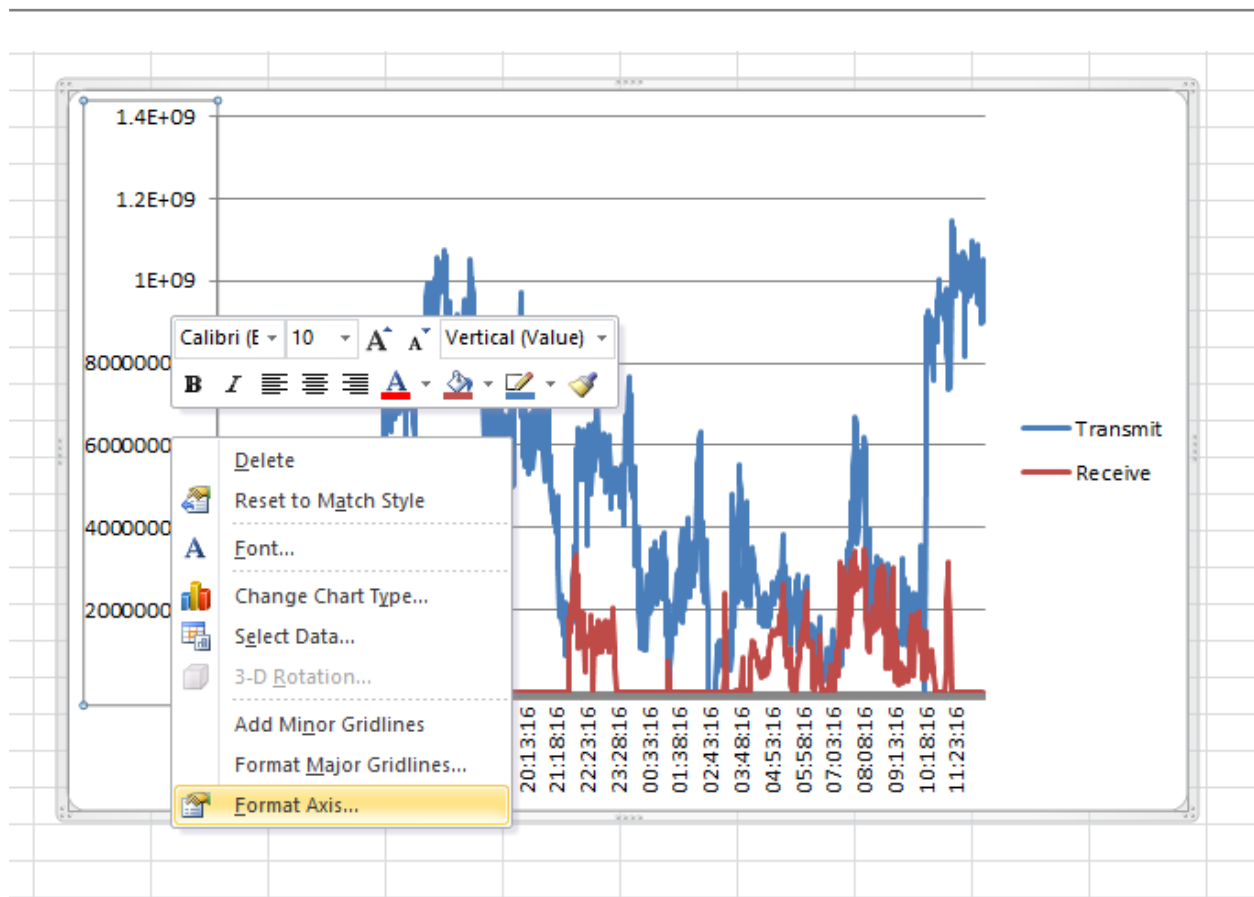 1.4E+09
1.2E+09
1E+09
8000000
6000000
4000000
2000000
Calibri (E 10 A A Vertical (Value)
B I A
Delete
Reset to Match Style
A Font...
Change Chart Type...
Select Data...
3-D Rotation...
Add Minor Gridlines
Format Major Gridlines...
Format Axis...
Transmit
Receive
20:13:16
21:18:16
22:23:16
23:28:16
00:33:16
01:38:16
02:43:16
03:48:16
04:53:16
05:58:16
07:03:16
08:08:16
09:13:16
10:18:16
11:23:16